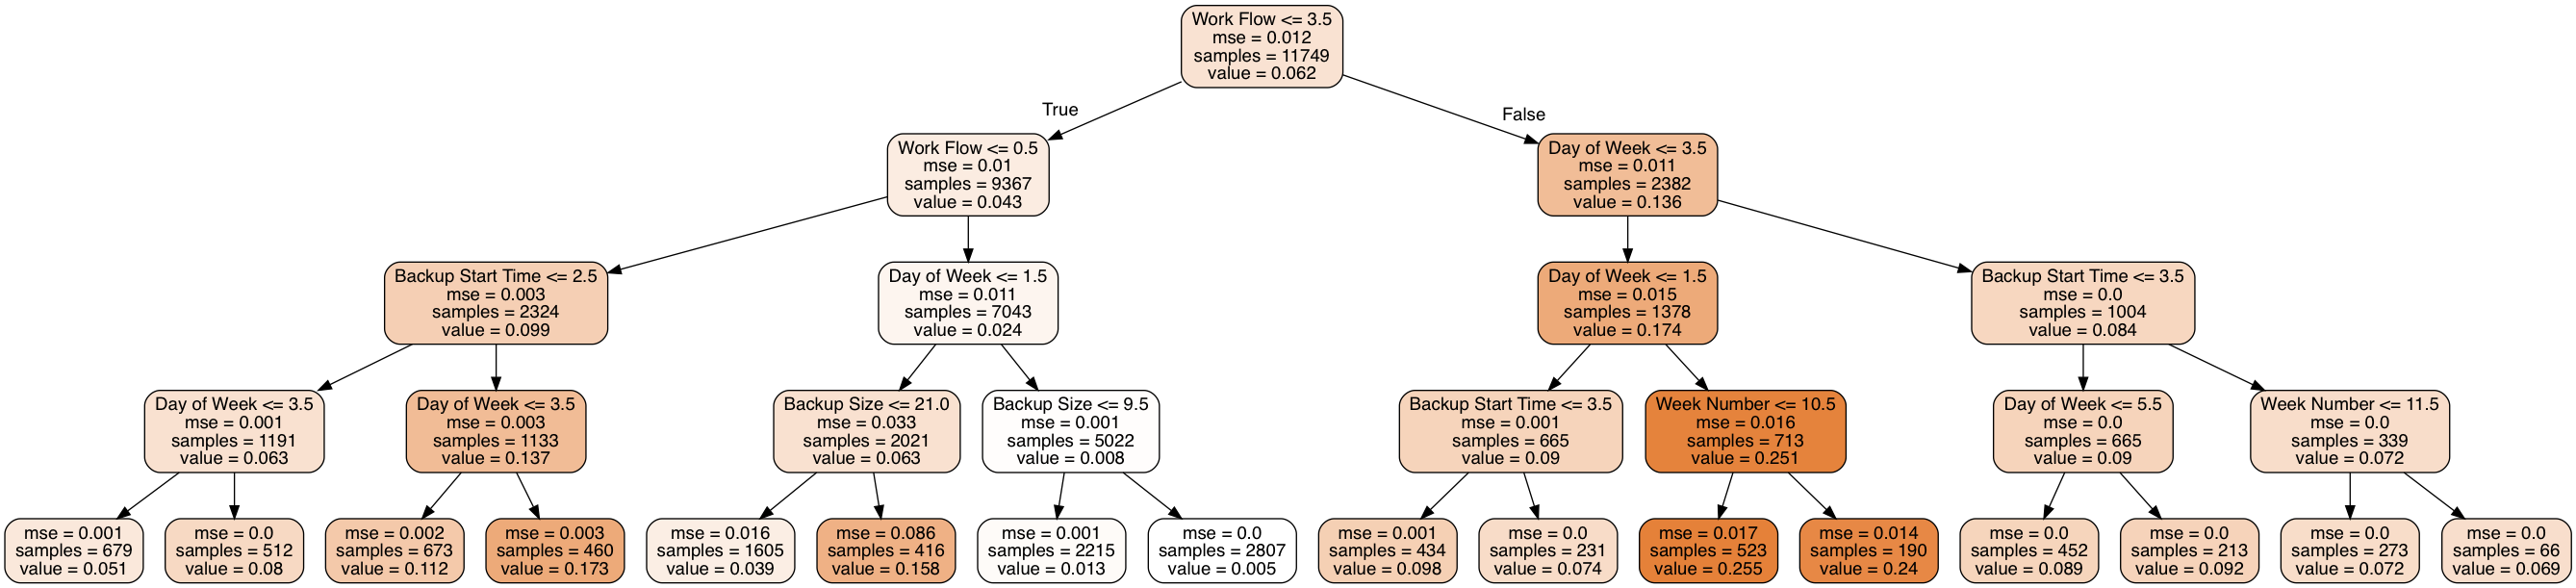 Work Flow <= 3.5
mse = 0.012
samples = 11749
value = 0.062
True
False
Work Flow <= 0.5
mse = 0.01
samples = 9367
value = 0.043
Day of Week <= 3.5
mse = 0.011
samples = 2382
value = 0.136
Backup Start Time <= 2.5
mse = 0.003
samples = 2324
value = 0.099
Day of Week <= 1.5
mse = 0.011
samples = 7043
value = 0.024
Day of Week <= 1.5
mse = 0.015
samples = 1378
value = 0.174
Backup Start Time <= 3.5
mse = 0.0
samples = 1004
value = 0.084
Day of Week <= 3.5
mse = 0.001
samples = 1191
value = 0.063
Day of Week <= 3.5
mse = 0.003
samples = 1133
value = 0.137
Backup Size <= 21.0
mse = 0.033
samples = 2021
value = 0.063
Backup Size <= 9.5
mse = 0.001
samples = 5022
value = 0.008
Backup Start Time <= 3.5
mse = 0.001
samples = 665
value = 0.09
Week Number <= 10.5
mse = 0.016
samples = 713
value = 0.251
Day of Week <= 5.5
mse = 0.0
samples = 665
value = 0.09
Week Number <= 11.5
mse = 0.0
samples = 339
value = 0.072
mse = 0.001
samples = 679
value = 0.051
mse = 0.0
samples = 512
value = 0.08
mse = 0.002
samples = 673
value = 0.112
mse = 0.003
samples = 460
value = 0.173
mse = 0.016
samples = 1605
value = 0.039
mse = 0.086
samples = 416
value = 0.158
mse = 0.001
samples = 2215
value = 0.013
mse = 0.0
samples = 2807
value = 0.005
mse = 0.001
samples = 434
value = 0.098
mse = 0.0
samples = 231
value = 0.074
mse = 0.017
samples = 523
value = 0.255
mse = 0.014
samples = 190
value = 0.24
mse = 0.0
samples = 452
value = 0.089
mse = 0.0
samples = 213
value = 0.092
mse = 0.0
samples = 273
value = 0.072
mse = 0.0
samples = 66
value = 0.069